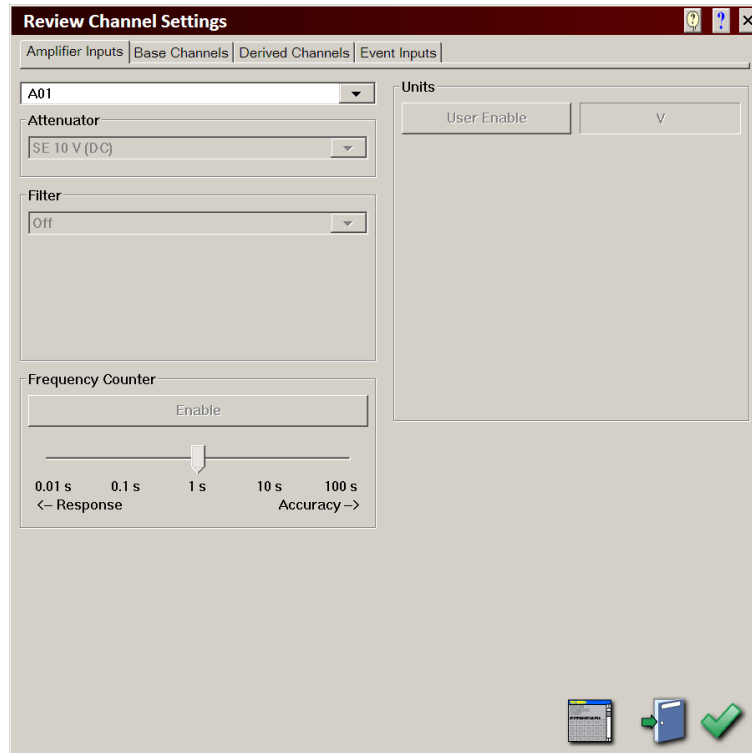 Review Channel Settings
Amplifier Inputs
Base Channels
Derived Channels
Event Inputs
A01
Attenuator
SE 10 V (DC)
Filter
Off
Frequency Counter
Enable
0.01 s 0.1 s 1 s 10 s 100 s
<– Response Accuracy –>
Units
User Enable
V